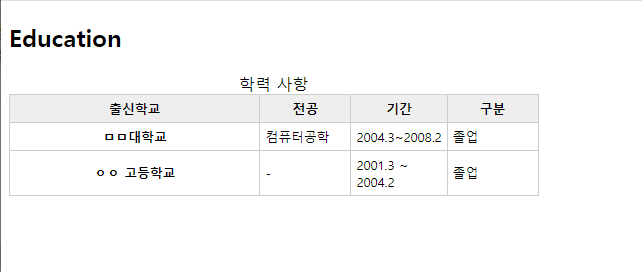 Education
학력 사항
출신학교 전공 기간 구분
ㅁㅁ대학교 컴퓨터공학 2004.3~2008.2 졸업
ㅇㅇ 고등학교 - 2001.3 ~ 졸업
2004.2